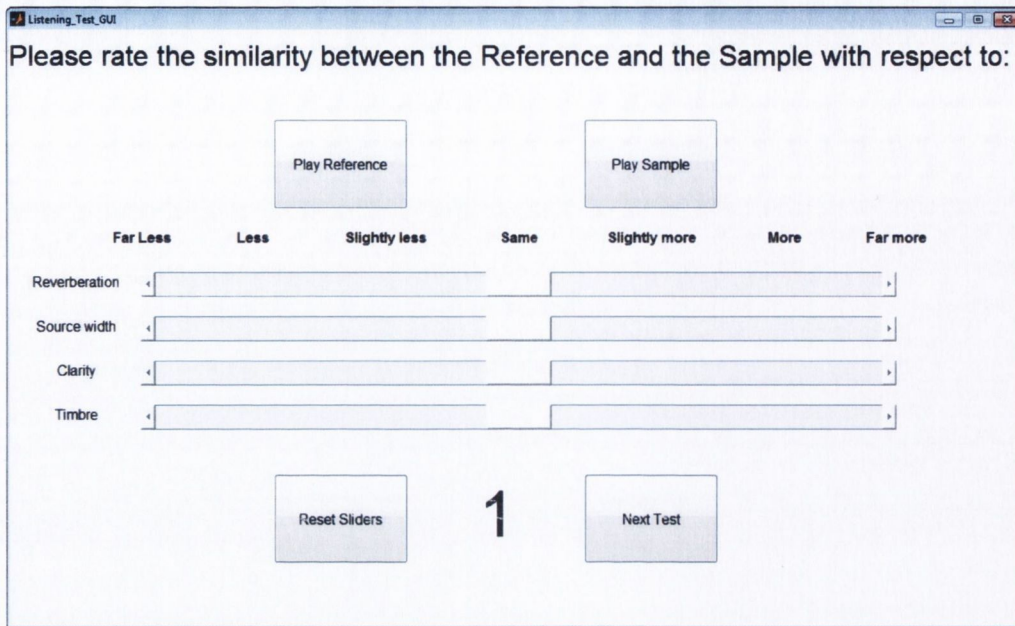 Listening_Test_GUI
Please rate the similarity between the Reference and the Sample with respect to:
Play Reference Play Sample
Far Less Less Slightly less Same Slightly more More Far more
Reverberation
Source width
Clarity
Timbre
Reset Sliders 1 Next Test